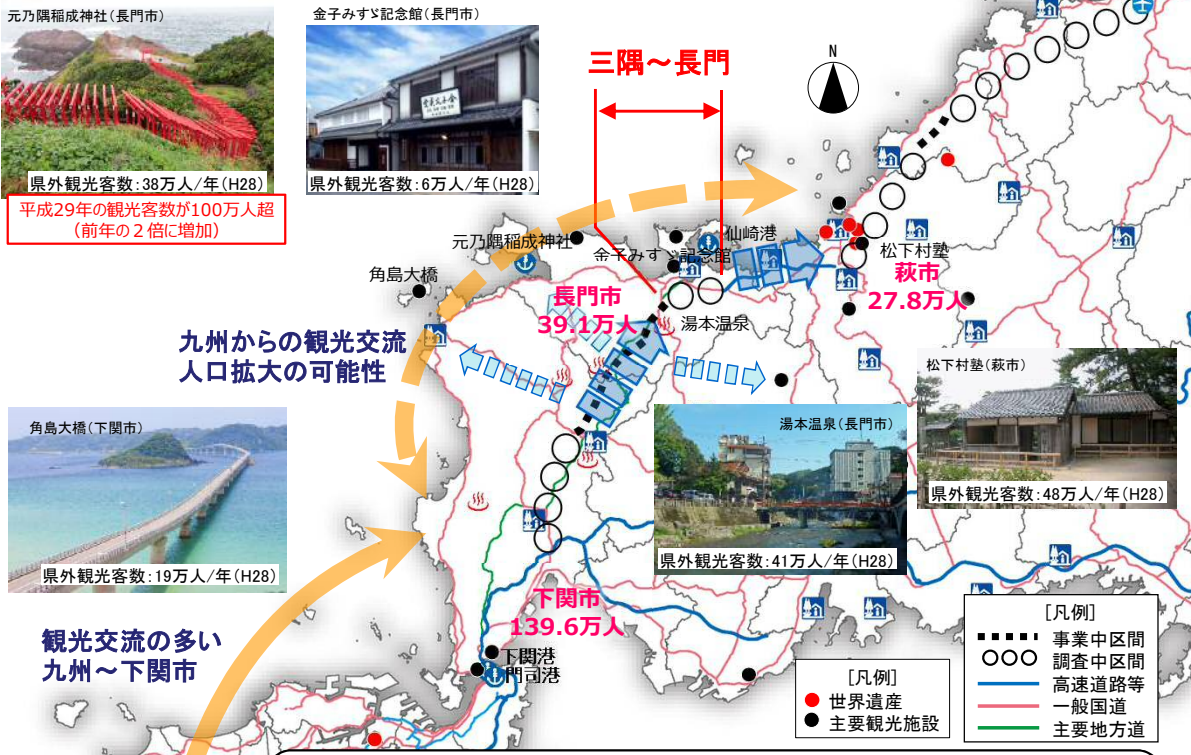 元乃隅稲成神社(長門市)
県外観光客数:38万人/年(H28)
平成29年の観光客数が100万人超
(前年の2倍に増加)
金子みすゞ記念館(長門市)
県外観光客数:6万人/年(H28)
三隅～長門
N
元乃隅稲成神社
仙崎港
金子みすゞ記念館
角島大橋
松下村塾
萩市
27.8万人
長門市
39.1万人
湯本温泉
九州からの観光交流
人口拡大の可能性
松下村塾(萩市)
県外観光客数:48万人/年(H28)
角島大橋(下関市)
県外観光客数:19万人/年(H28)
湯本温泉(長門市)
県外観光客数:41万人/年(H28)
下関市
139.6万人
観光交流の多い
九州～下関市
下関港
門司港
[凡例]
世界遺産
主要観光施設
[凡例]
事業中区間
調査中区間
高速道路等
一般国道
主要地方道